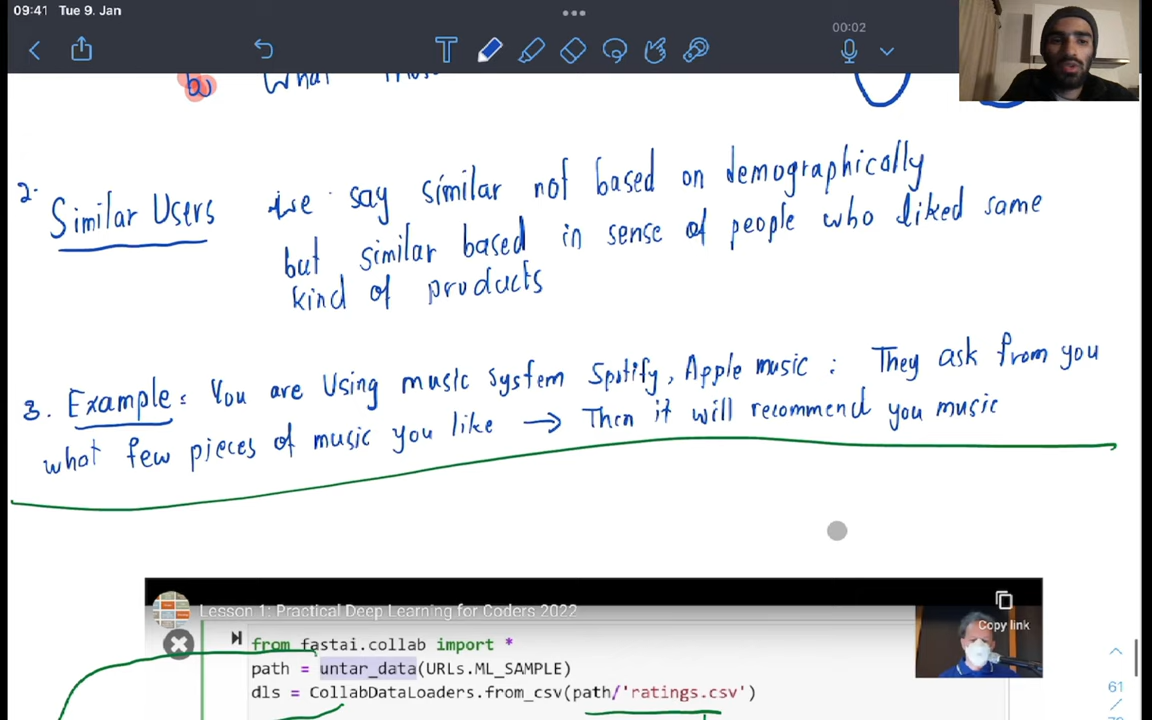 09:41 Tue 9. Jan
00:02
b) What
2. Similar Users we say similar not based on demographically
but similar based in sense of people who liked same
kind of products
3. Example: You are Using music system Spotify, Apple music: They ask from you
what few pieces of music you like → Then it will recommend you music
Lesson 1: Practical Deep Learning for Coders 2022
Copy link
from fastai.collab import *
path = untar_data(URLs.ML_SAMPLE)
dls = CollabDataLoaders.from_csv(path/'ratings.csv')
61
/